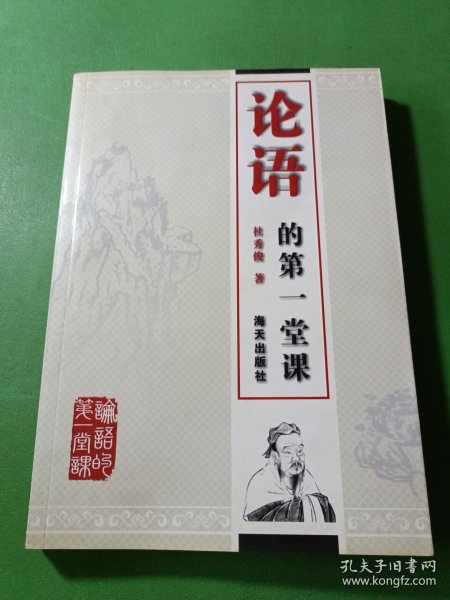 论语
的第一堂课
杜秀俊 著
海天出版社
論語的
第一堂課
孔夫子旧书网
www.kongfz.com